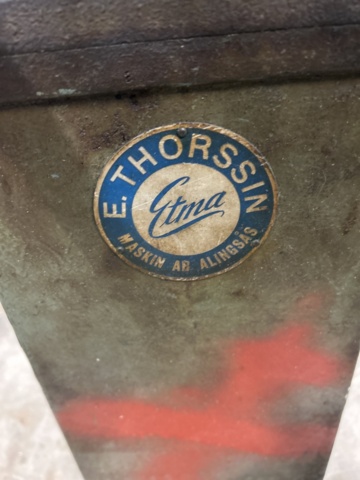 E. THORSSIN
Etma
MASKIN AB. ALINGSÅS